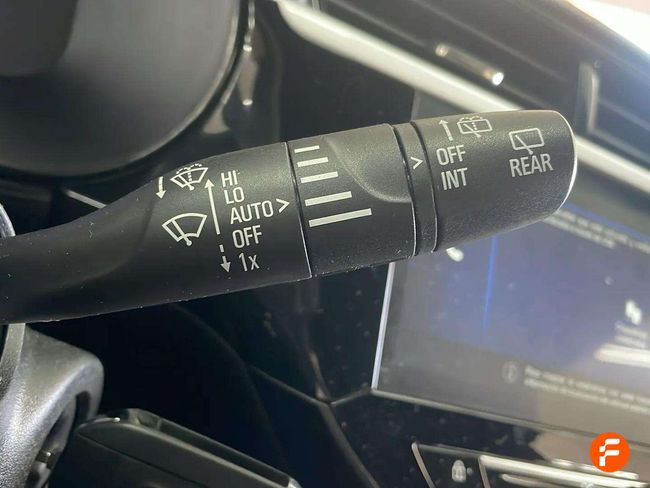 HI
LO
AUTO >
OFF
1x
>
OFF
INT
REAR